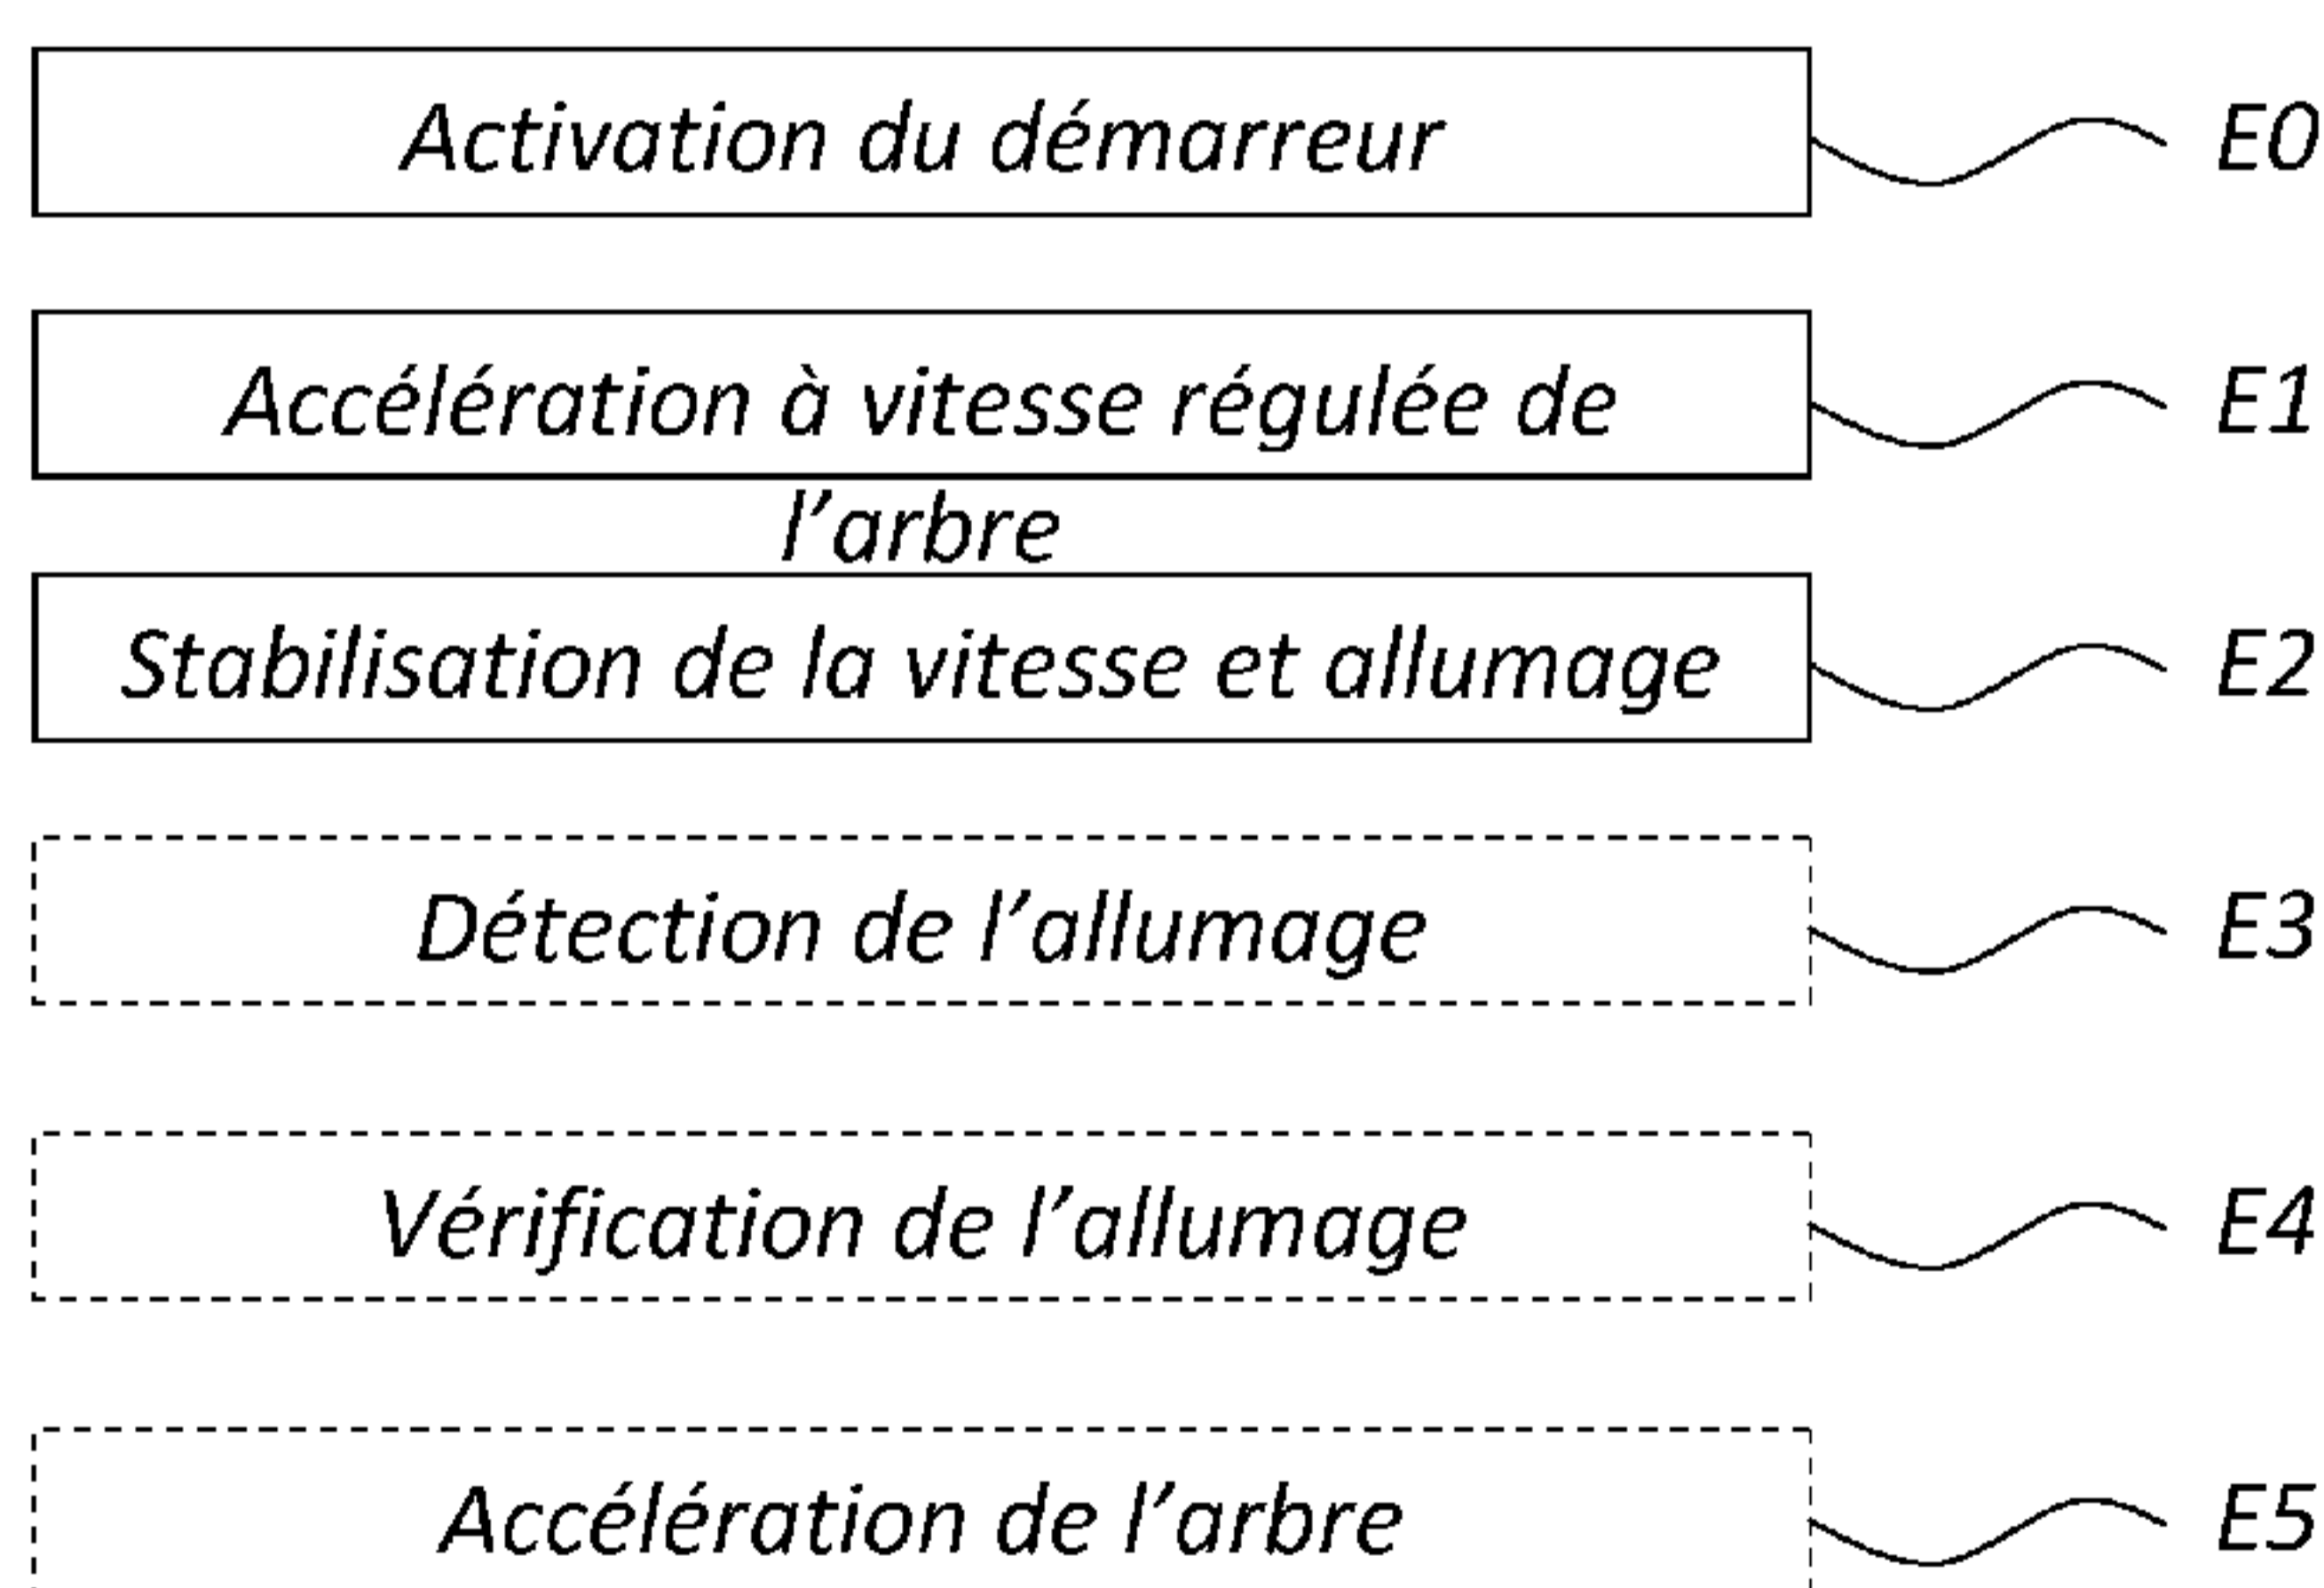 Activation du démarreur E0
Accélération à vitesse régulée de E1
l'arbre
Stabilisation de la vitesse et allumage E2
Détection de l'allumage E3
Vérification de l'allumage E4
Accélération de l'arbre E5